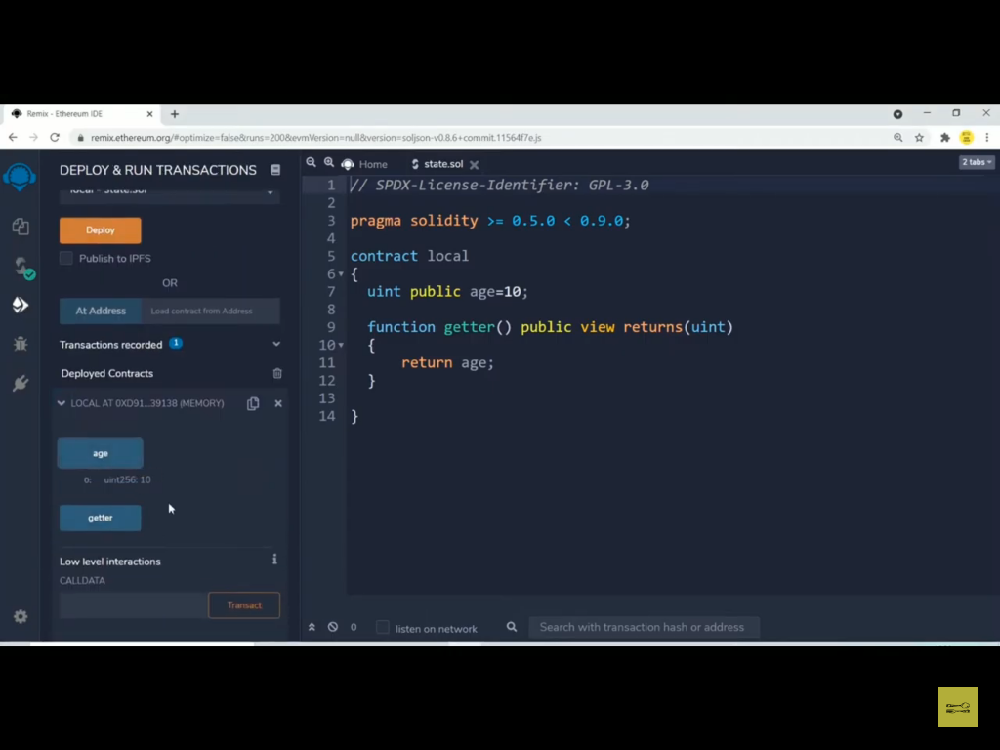 Remix - Ethereum IDE
remix.ethereum.org/#optimize=false&runs=200&evmVersion=null&version=soljson-v0.8.6+commit.11564f7e.js
DEPLOY & RUN TRANSACTIONS
local - state.sol
Deploy
Publish to IPFS
OR
At Address Load contract from Address
Transactions recorded 1
Deployed Contracts
LOCAL AT 0XD91...39138 (MEMORY)
age
0: uint256: 10
getter
Low level interactions
i
CALLDATA
Transact
Home state.sol
2 tabs
1 // SPDX-License-Identifier: GPL-3.0
2
3 pragma solidity >= 0.5.0 < 0.9.0;
4
5 contract local
6 {
7 uint public age=10;
8
9 function getter() public view returns(uint)
10 {
11 return age;
12 }
13
14 }
0 listen on network Search with transaction hash or address